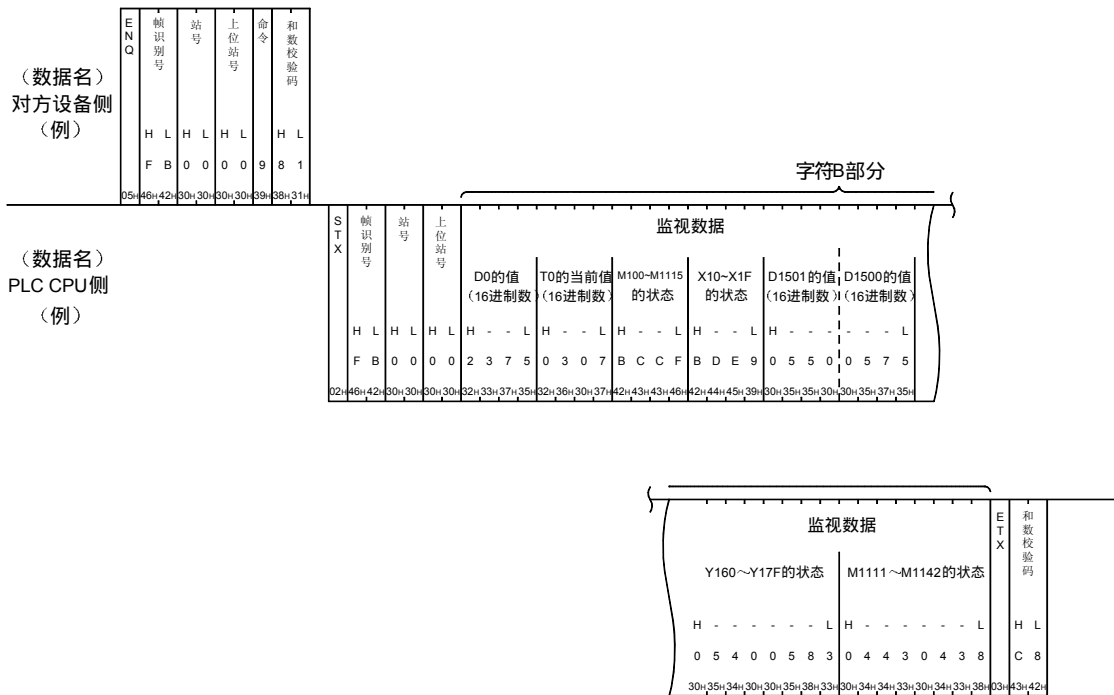 ENQ 帧识别号 站号 上位站号 命令 和数校验码
（数据名）
对方设备侧
（例）
H L H L H L H L
F B 0 0 0 0 9 8 1
05H 46H 42H 30H 30H 30H 30H 39H 38H 31H
字符B部分
STX 帧识别号 站号 上位站号 监视数据
（数据名）
PLC CPU侧
（例）
D0的值 T0的当前值 M100~M1115 X10~X1F D1501的值 D1500的值
（16进制数） （16进制数） 的状态 的状态 （16进制数） （16进制数）
H L H L H L H - - L H - - L H - - L H - - L H - - - - - - L
F B 0 0 0 0 2 3 7 5 0 3 0 7 B C C F B D E 9 0 5 5 0 0 5 7 5
02H 46H 42H 30H 30H 30H 30H 32H 33H 37H 35H 32H 36H 30H 37H 42H 43H 43H 46H 42H 44H 45H 39H 30H 35H 35H 30H 30H 35H 37H 35H
监视数据 ETX 和数校验码
Y160～Y17F的状态 M1111～M1142的状态
H - - - - - - L H - - - - - - L H L
0 5 4 0 0 5 8 3 0 4 4 3 0 4 3 8 C 8
30H 35H 34H 30H 30H 35H 38H 33H 30H 34H 34H 33H 30H 34H 33H 38H 03H 43H 42H